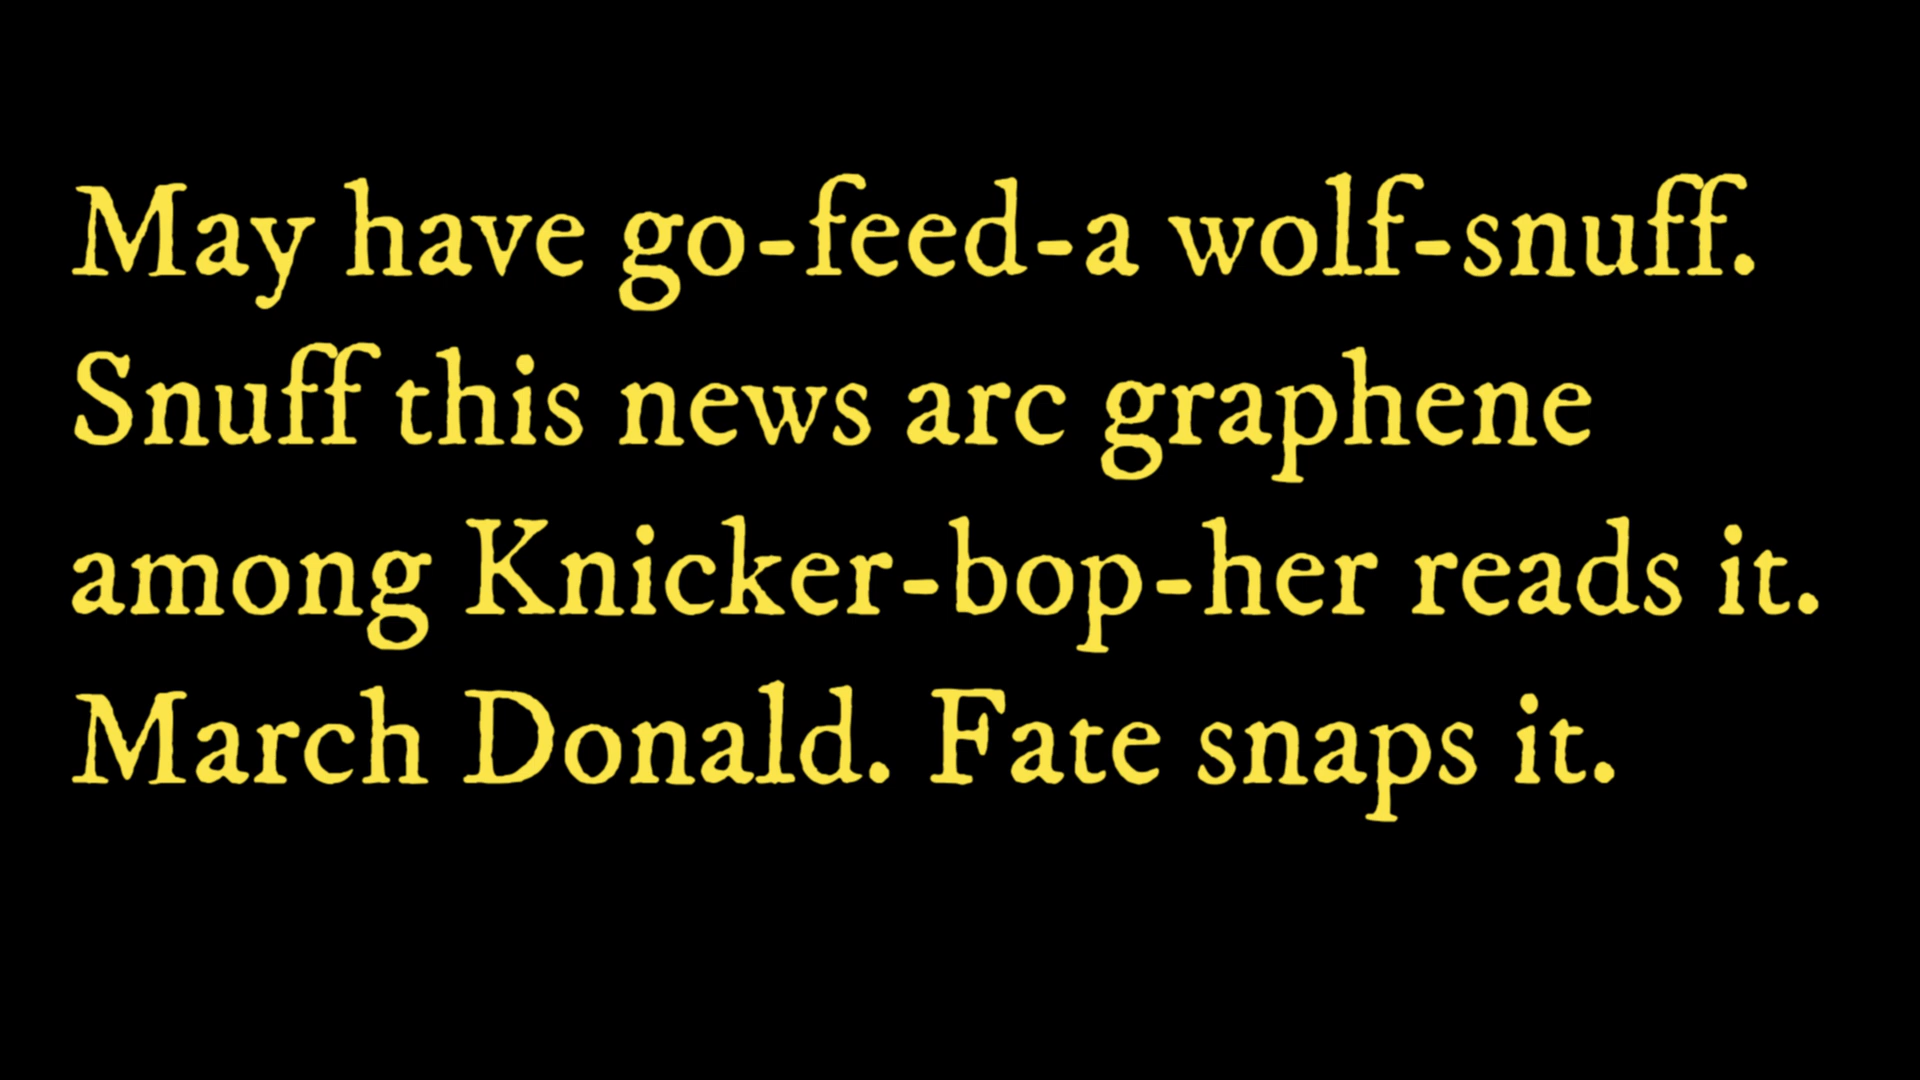 May have go-feed-a wolf-snuff.
Snuff this news arc graphene
among Knicker-bop-her reads it.
March Donald. Fate snaps it.